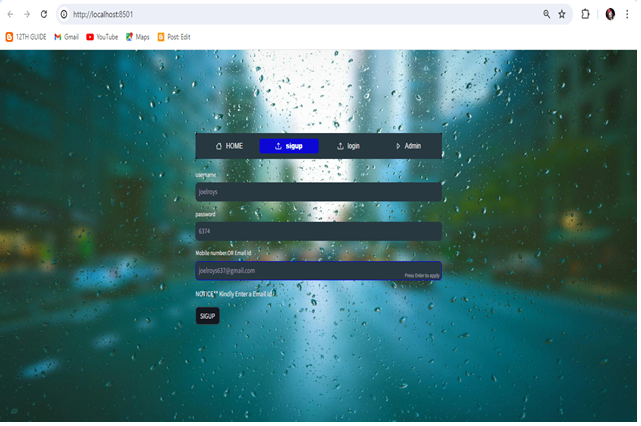 http://localhost:8501
12TH GUIDE Gmail YouTube Maps Post: Edit
HOME sigup login Admin
username
joelroys
password
6374
Mobile number OR Email id
joelroys637@gmail.com
Press Enter to apply
NOTICE** Kindly Enter a Email id !
SIGUP